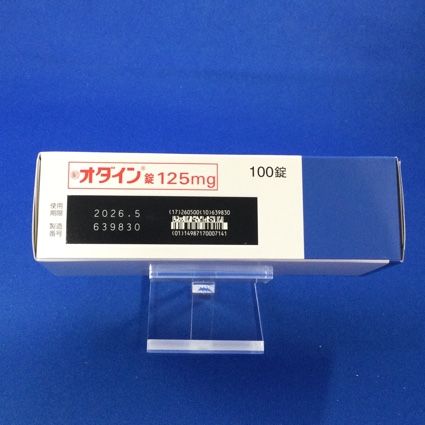 オダイン®錠125mg
100錠
使用
期限
2026.5
製造
番号
639830
(17)260500(10)639830
(01)14987170007141